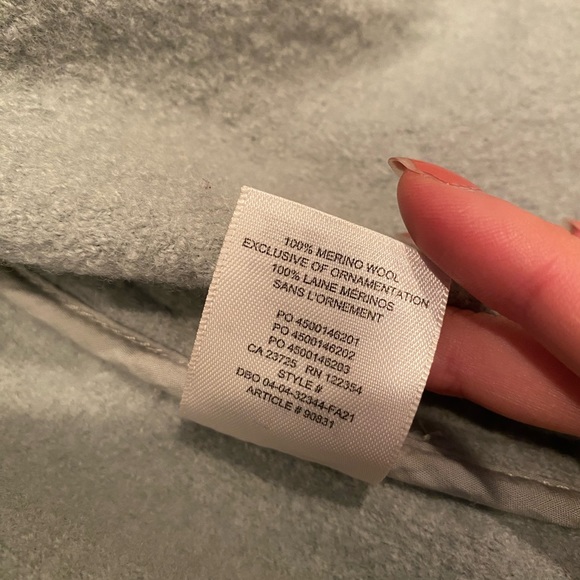 100% MERINO WOOL
EXCLUSIVE OF ORNAMENTATION
100% LAINE MÉRINOS
SANS L'ORNEMENT
PO 4500146201
PO 4500146202
PO 4500146203
CA 23725 RN 122354
STYLE #
DBO 04-04-32344-FA21
ARTICLE # 90831